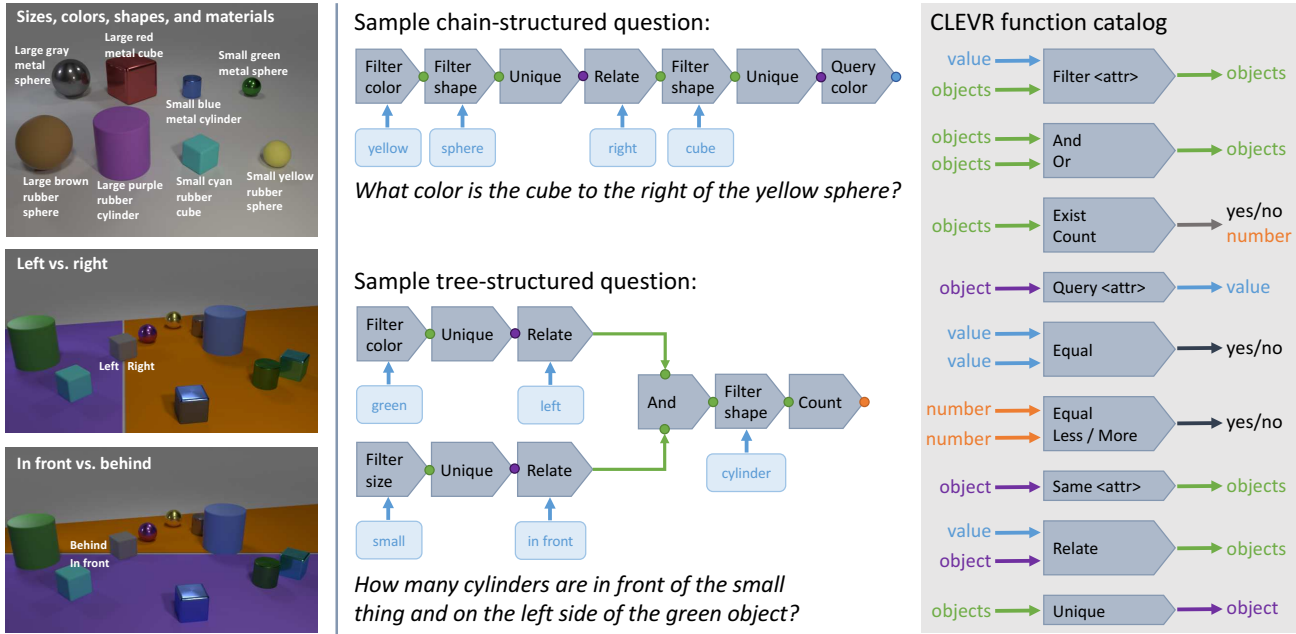 Sizes, colors, shapes, and materials
Large gray
metal
sphere
Large red
metal cube
Small green
metal sphere
Small blue
metal cylinder
Large brown
rubber
sphere
Large purple
rubber
cylinder
Small cyan
rubber
cube
Small yellow
rubber
sphere
Left vs. right
Left
Right
In front vs. behind
Behind
In front
Sample chain-structured question:
Filter
color
Filter
shape
Unique
Relate
Filter
shape
Unique
Query
color
yellow
sphere
right
cube
What color is the cube to the right of the yellow sphere?
Sample tree-structured question:
Filter
color
Unique
Relate
green
left
And
Filter
shape
Count
cylinder
Filter
size
Unique
Relate
small
in front
How many cylinders are in front of the small
thing and on the left side of the green object?
CLEVR function catalog
value
objects
Filter <attr>
objects
objects
objects
And
Or
objects
objects
Exist
Count
yes/no
number
object
Query <attr>
value
value
value
Equal
yes/no
number
number
Equal
Less / More
yes/no
object
Same <attr>
objects
value
object
Relate
objects
objects
Unique
object